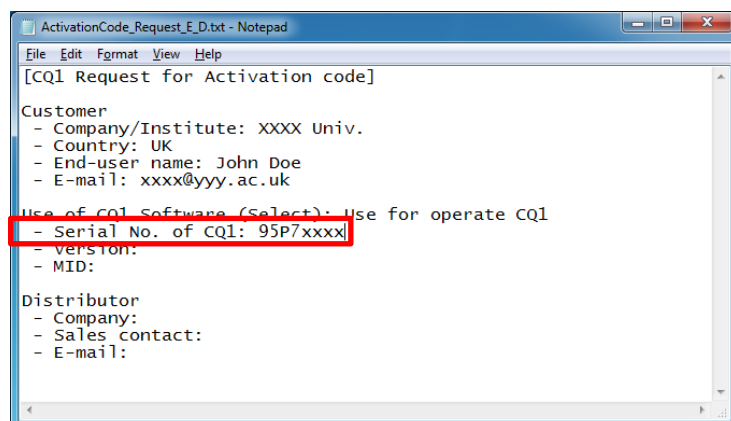 ActivationCode_Request_E_D.txt - Notepad
File Edit Format View Help
[CQ1 Request for Activation code]
Customer
- Company/Institute: XXXX Univ.
- Country: UK
- End-user name: John Doe
- E-mail: xxxx@yyy.ac.uk
Use of CQ1 Software (Select): Use for operate CQ1
- Serial No. of CQ1: 95P7xxxx
- Version:
- MID:
Distributor
- Company:
- Sales contact:
- E-mail: